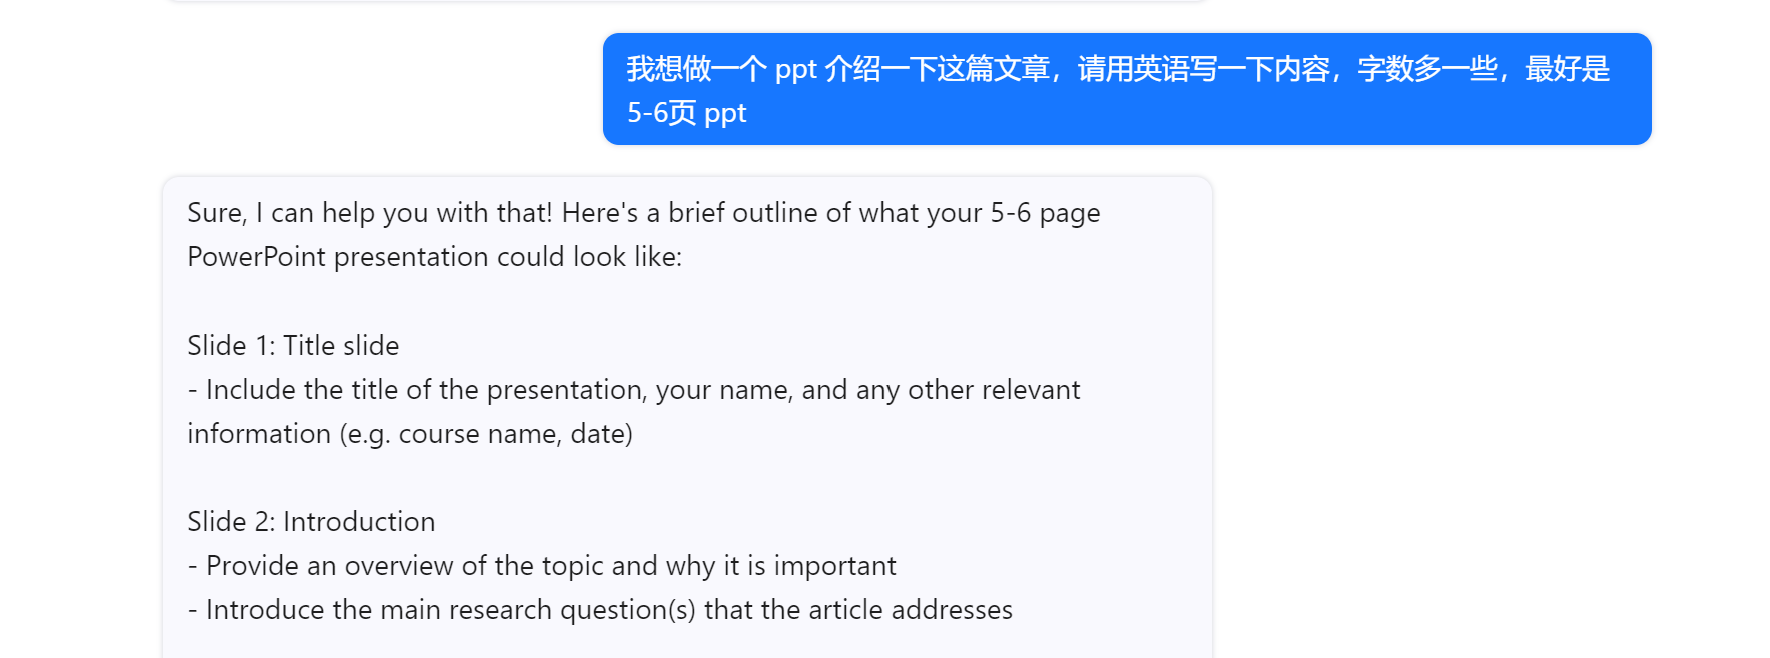 我想做一个 ppt 介绍一下这篇文章，请用英语写一下内容，字数多一些，最好是
5-6页 ppt
Sure, I can help you with that! Here's a brief outline of what your 5-6 page
PowerPoint presentation could look like:
Slide 1: Title slide
- Include the title of the presentation, your name, and any other relevant
information (e.g. course name, date)
Slide 2: Introduction
- Provide an overview of the topic and why it is important
- Introduce the main research question(s) that the article addresses